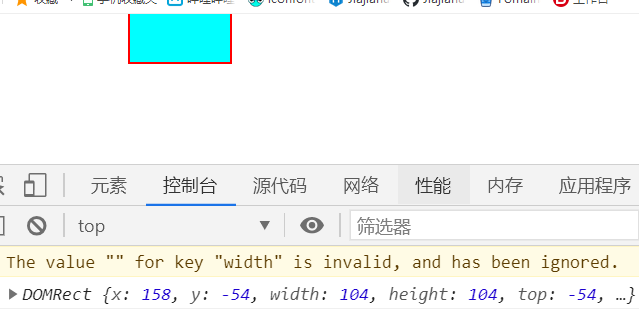 元素 控制台 源代码 网络 性能 内存 应用程序
top 筛选器
The value "" for key "width" is invalid, and has been ignored.
DOMRect {x: 158, y: -54, width: 104, height: 104, top: -54, …}